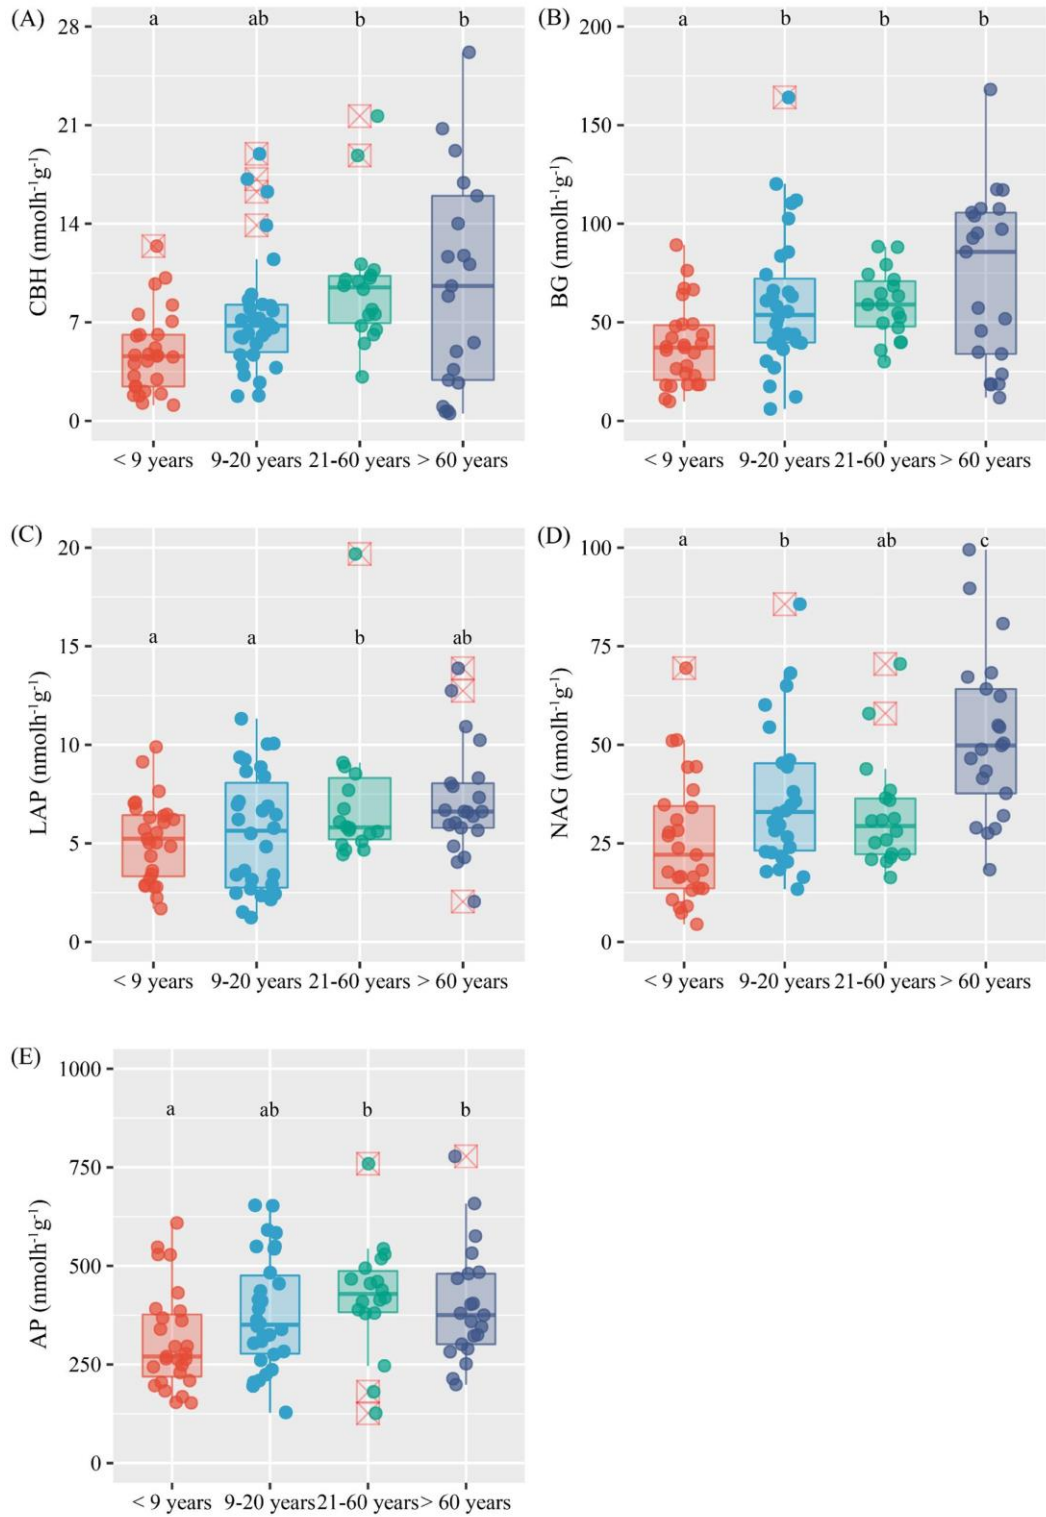 (A)
a ab b b
28
21
14
7
0
CBH (nmolh⁻¹g⁻¹)
< 9 years 9-20 years 21-60 years > 60 years
(B)
a b b b
200
150
100
50
0
BG (nmolh⁻¹g⁻¹)
< 9 years 9-20 years 21-60 years > 60 years
(C)
20
a a b ab
15
10
5
0
LAP (nmolh⁻¹g⁻¹)
< 9 years 9-20 years 21-60 years > 60 years
(D)
a b ab c
100
75
50
25
0
NAG (nmolh⁻¹g⁻¹)
< 9 years 9-20 years 21-60 years > 60 years
(E)
1000
a ab b b
750
500
250
0
AP (nmolh⁻¹g⁻¹)
< 9 years 9-20 years 21-60 years > 60 years